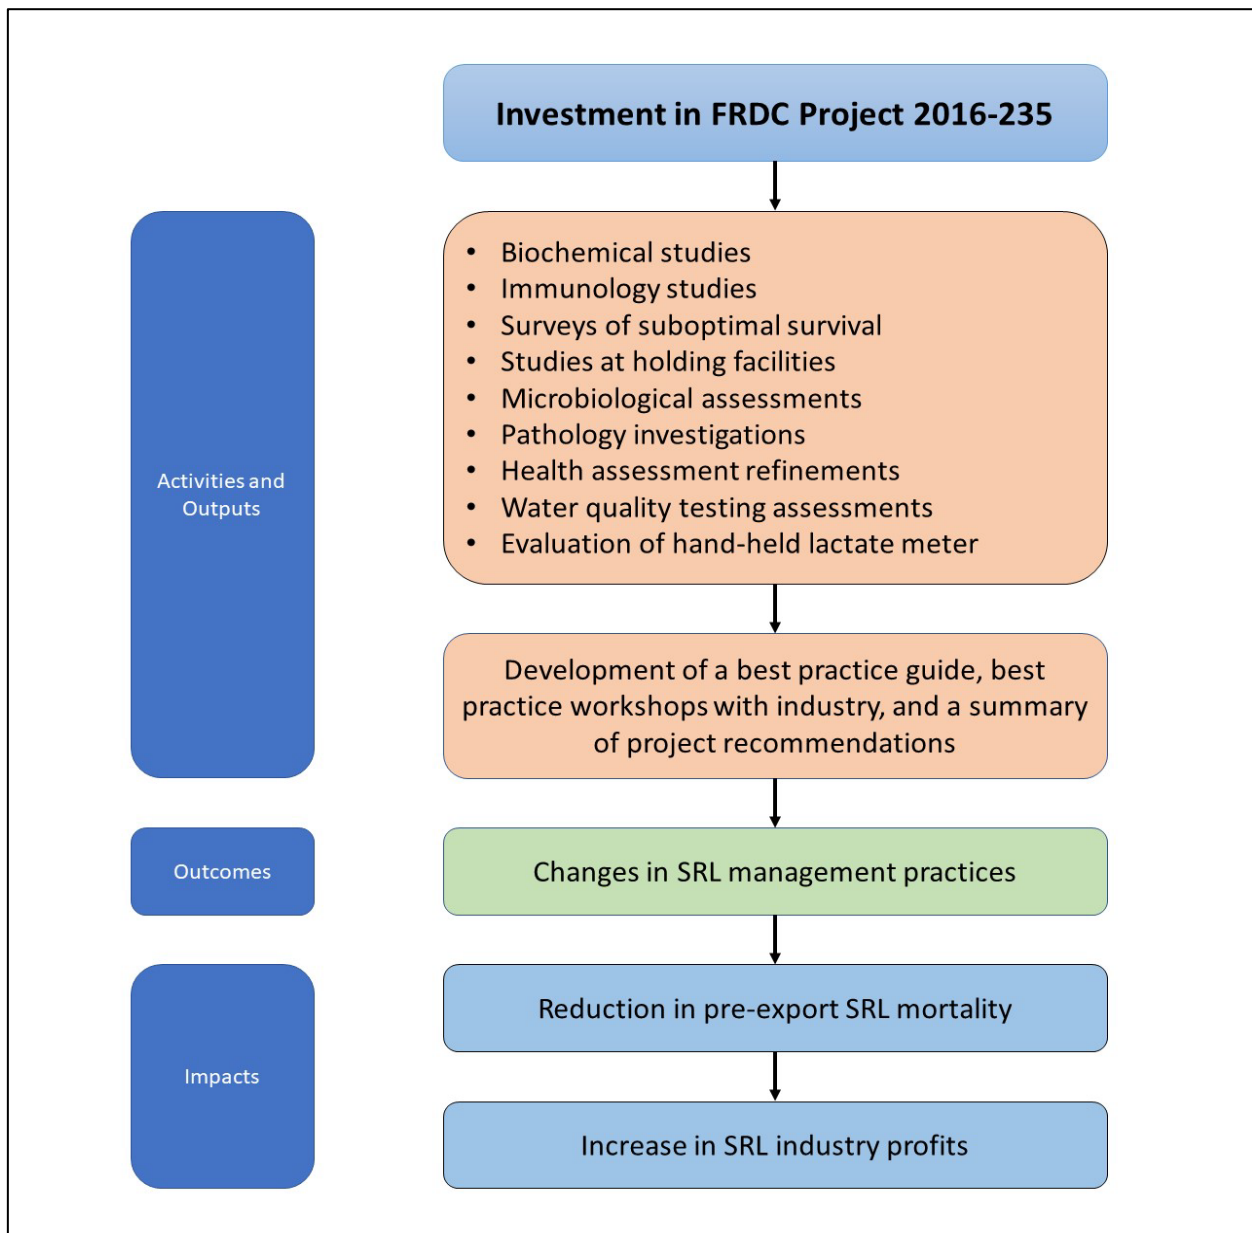 Investment in FRDC Project 2016-235
Activities and
Outputs
• Biochemical studies
• Immunology studies
• Surveys of suboptimal survival
• Studies at holding facilities
• Microbiological assessments
• Pathology investigations
• Health assessment refinements
• Water quality testing assessments
• Evaluation of hand-held lactate meter
Development of a best practice guide, best
practice workshops with industry, and a summary
of project recommendations
Outcomes
Changes in SRL management practices
Impacts
Reduction in pre-export SRL mortality
Increase in SRL industry profits